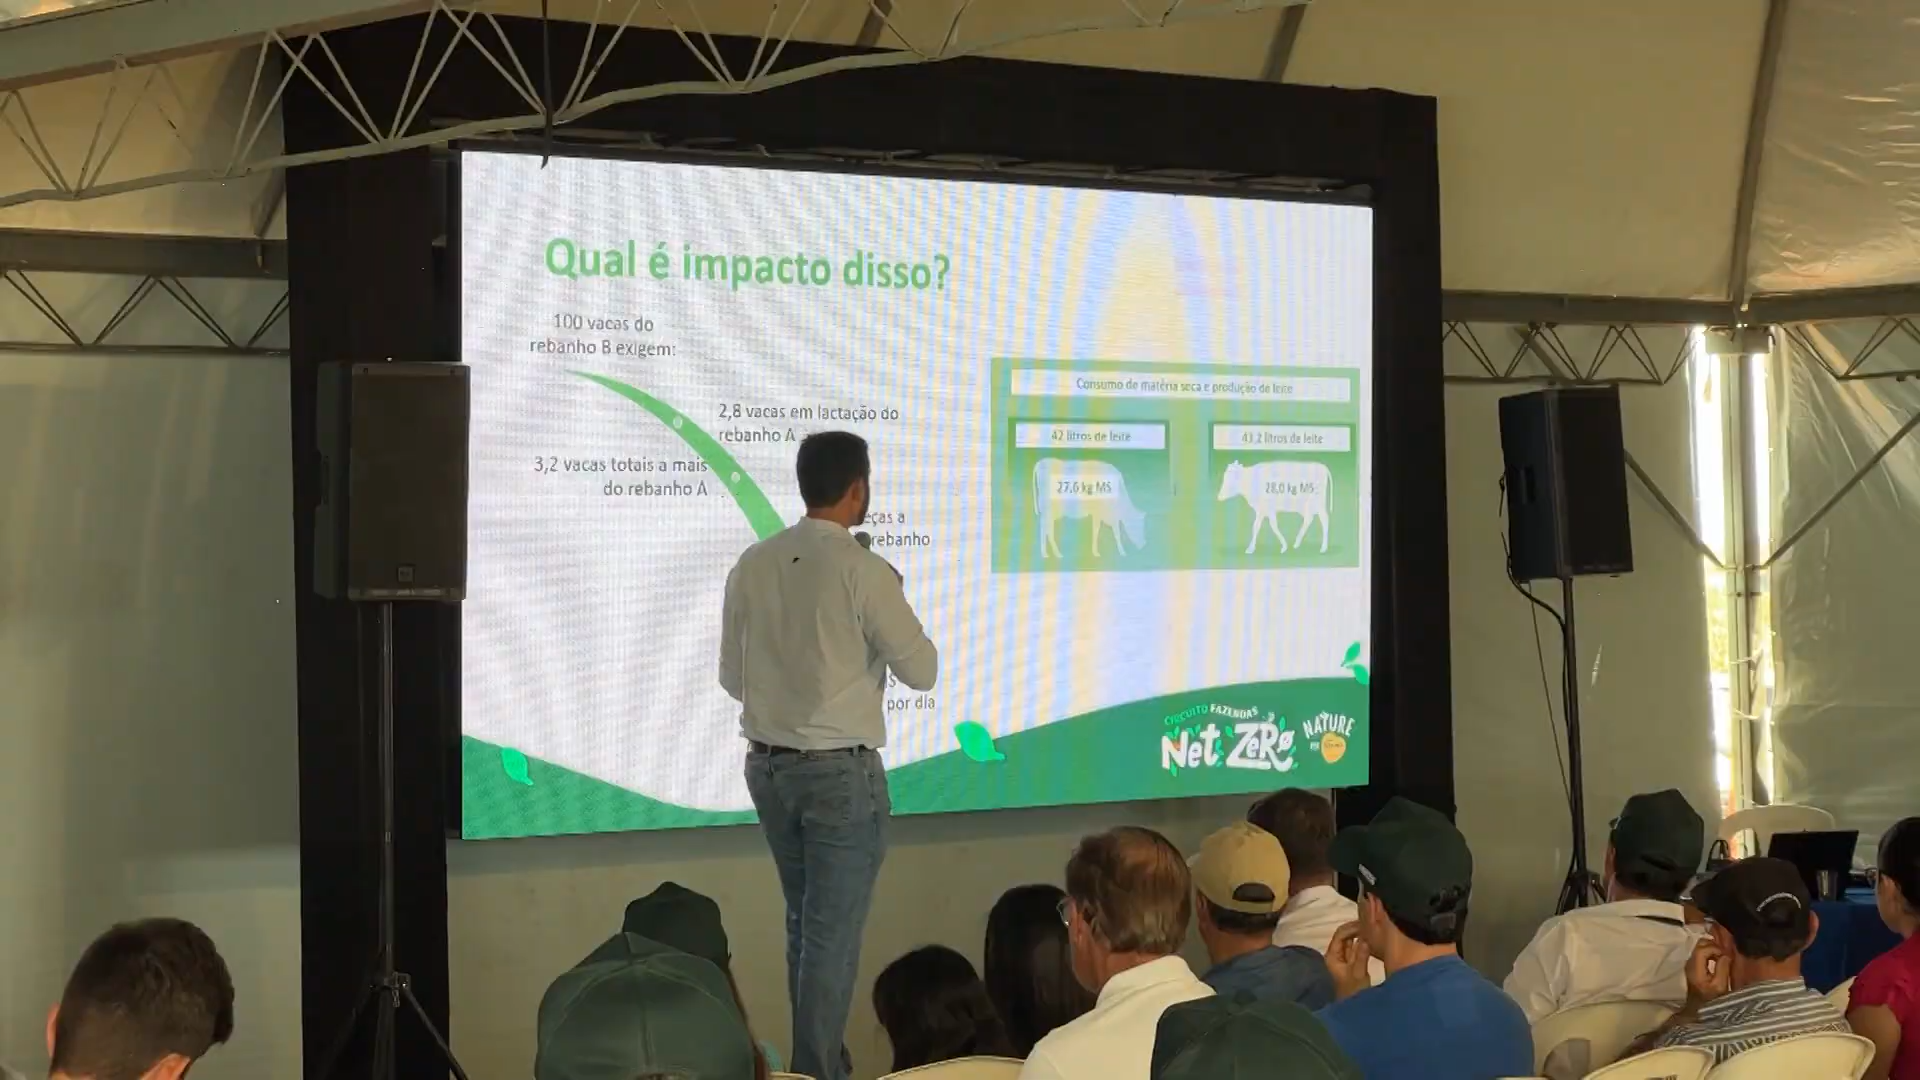 Qual é impacto disso?
100 vacas do
rebanho B exigem:
2,8 vacas em lactação do
rebanho A
3,2 vacas totais a mais
do rebanho A
eças a
rebanho
por dia
Consumo de matéria seca e produção de leite
42 litros de leite
43,2 litros de leite
27,6 kg MS
28,0 kg MS
CIRCUITO FAZENDAS
Net ZERO
NATURE